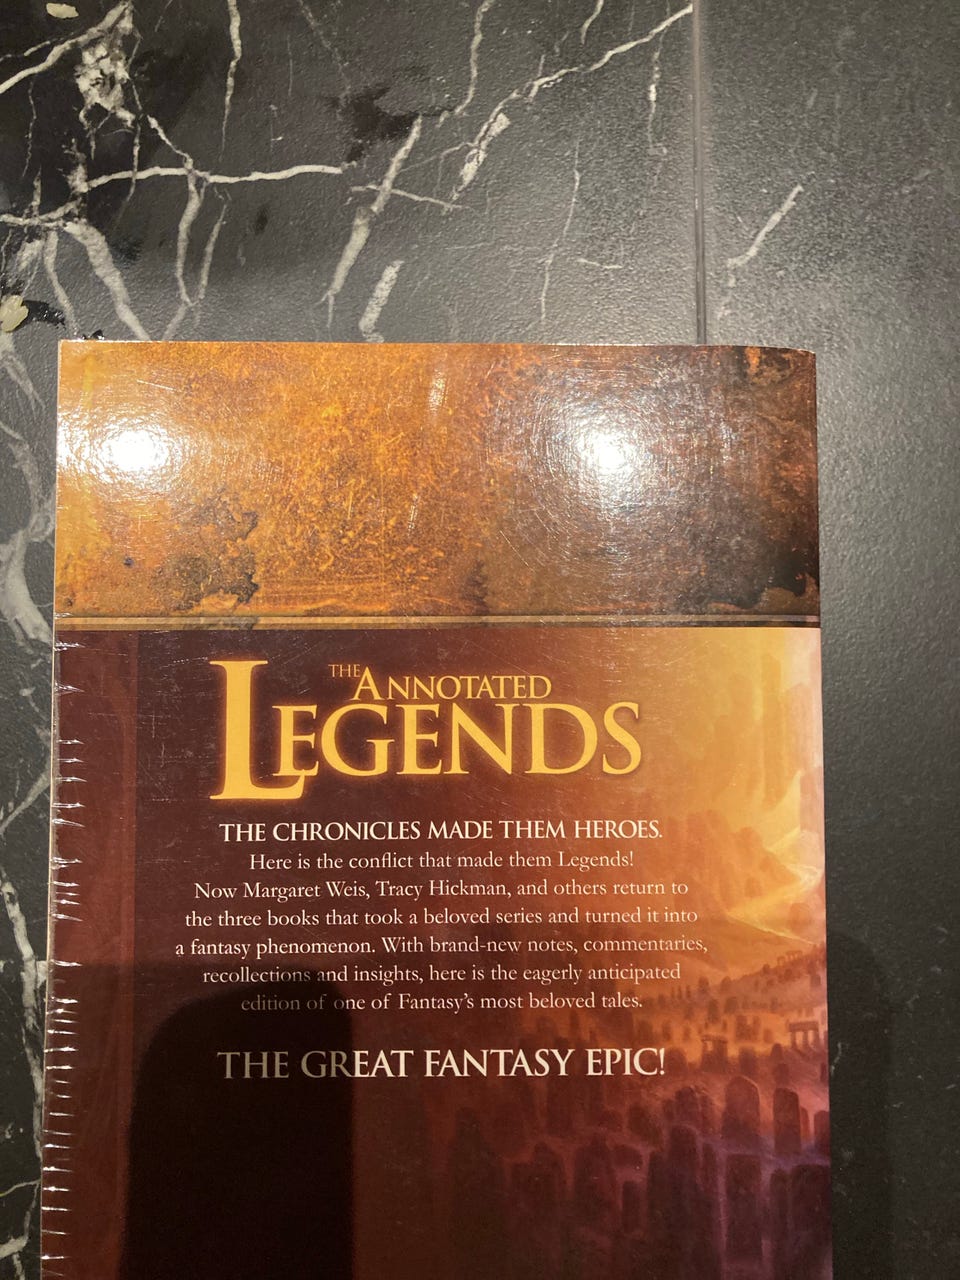 THE ANNOTATED
LEGENDS
THE CHRONICLES MADE THEM HEROES.
Here is the conflict that made them Legends!
Now Margaret Weis, Tracy Hickman, and others return to
the three books that took a beloved series and turned it into
a fantasy phenomenon. With brand-new notes, commentaries,
recollections and insights, here is the eagerly anticipated
edition of one of Fantasy's most beloved tales.
THE GREAT FANTASY EPIC!